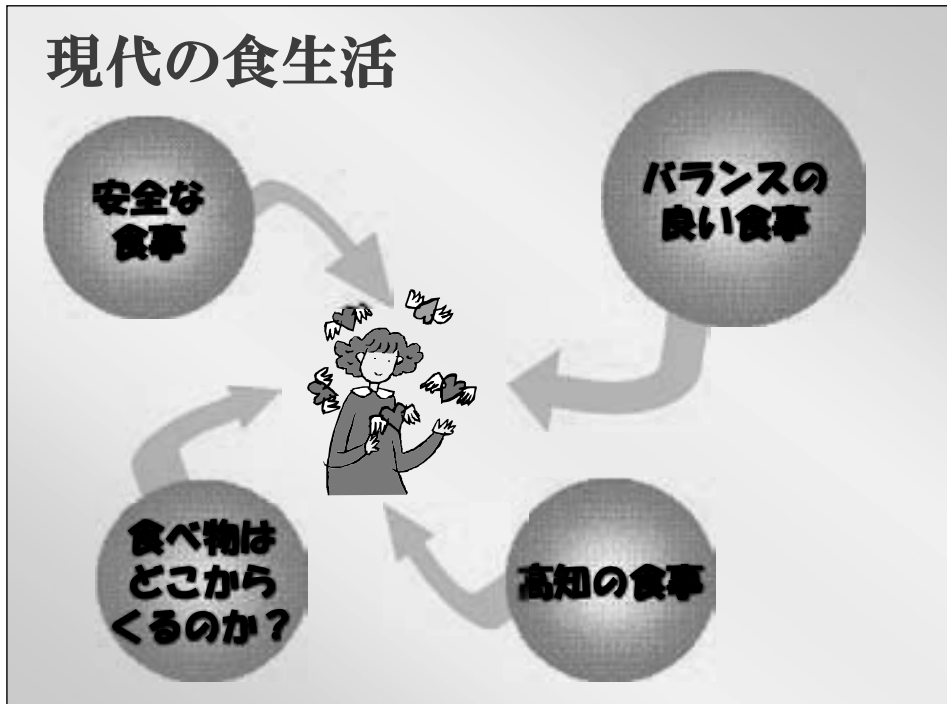 現代の食生活
安全な
食事
バランスの
良い食事
食べ物は
どこから
くるのか？
高知の食事